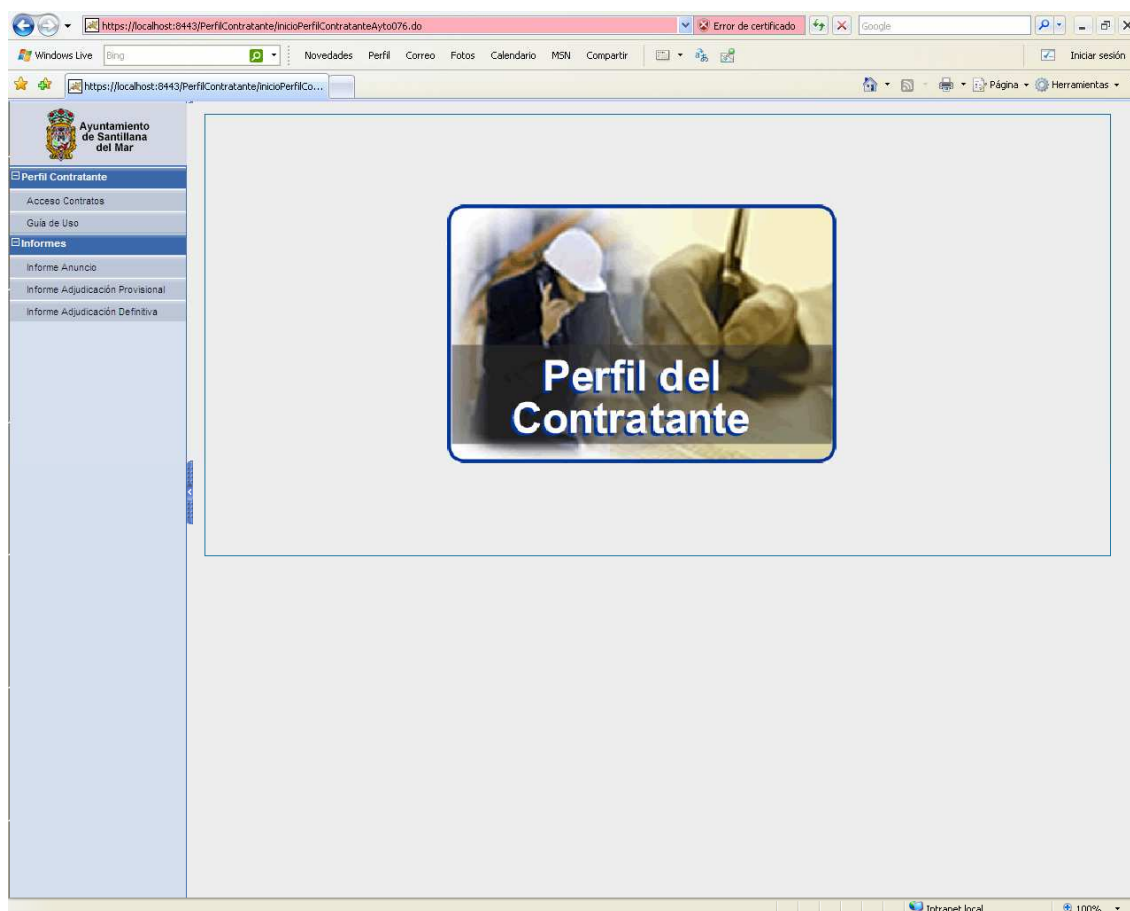 https://localhost:8443/PerfilContratante/inicioPerfilContratanteAyto076.do
Error de certificado
Google
Windows Live
Bing
Novedades Perfil Correo Fotos Calendario MSN Compartir
Iniciar sesión
https://localhost:8443/PerfilContratante/inicioPerfilCo...
Página
Herramientas
Ayuntamiento
de Santillana
del Mar
Perfil Contratante
Acceso Contratos
Guía de Uso
Informes
Informe Anuncio
Informe Adjudicación Provisional
Informe Adjudicación Definitiva
Perfil del
Contratante
Intranet local
100%